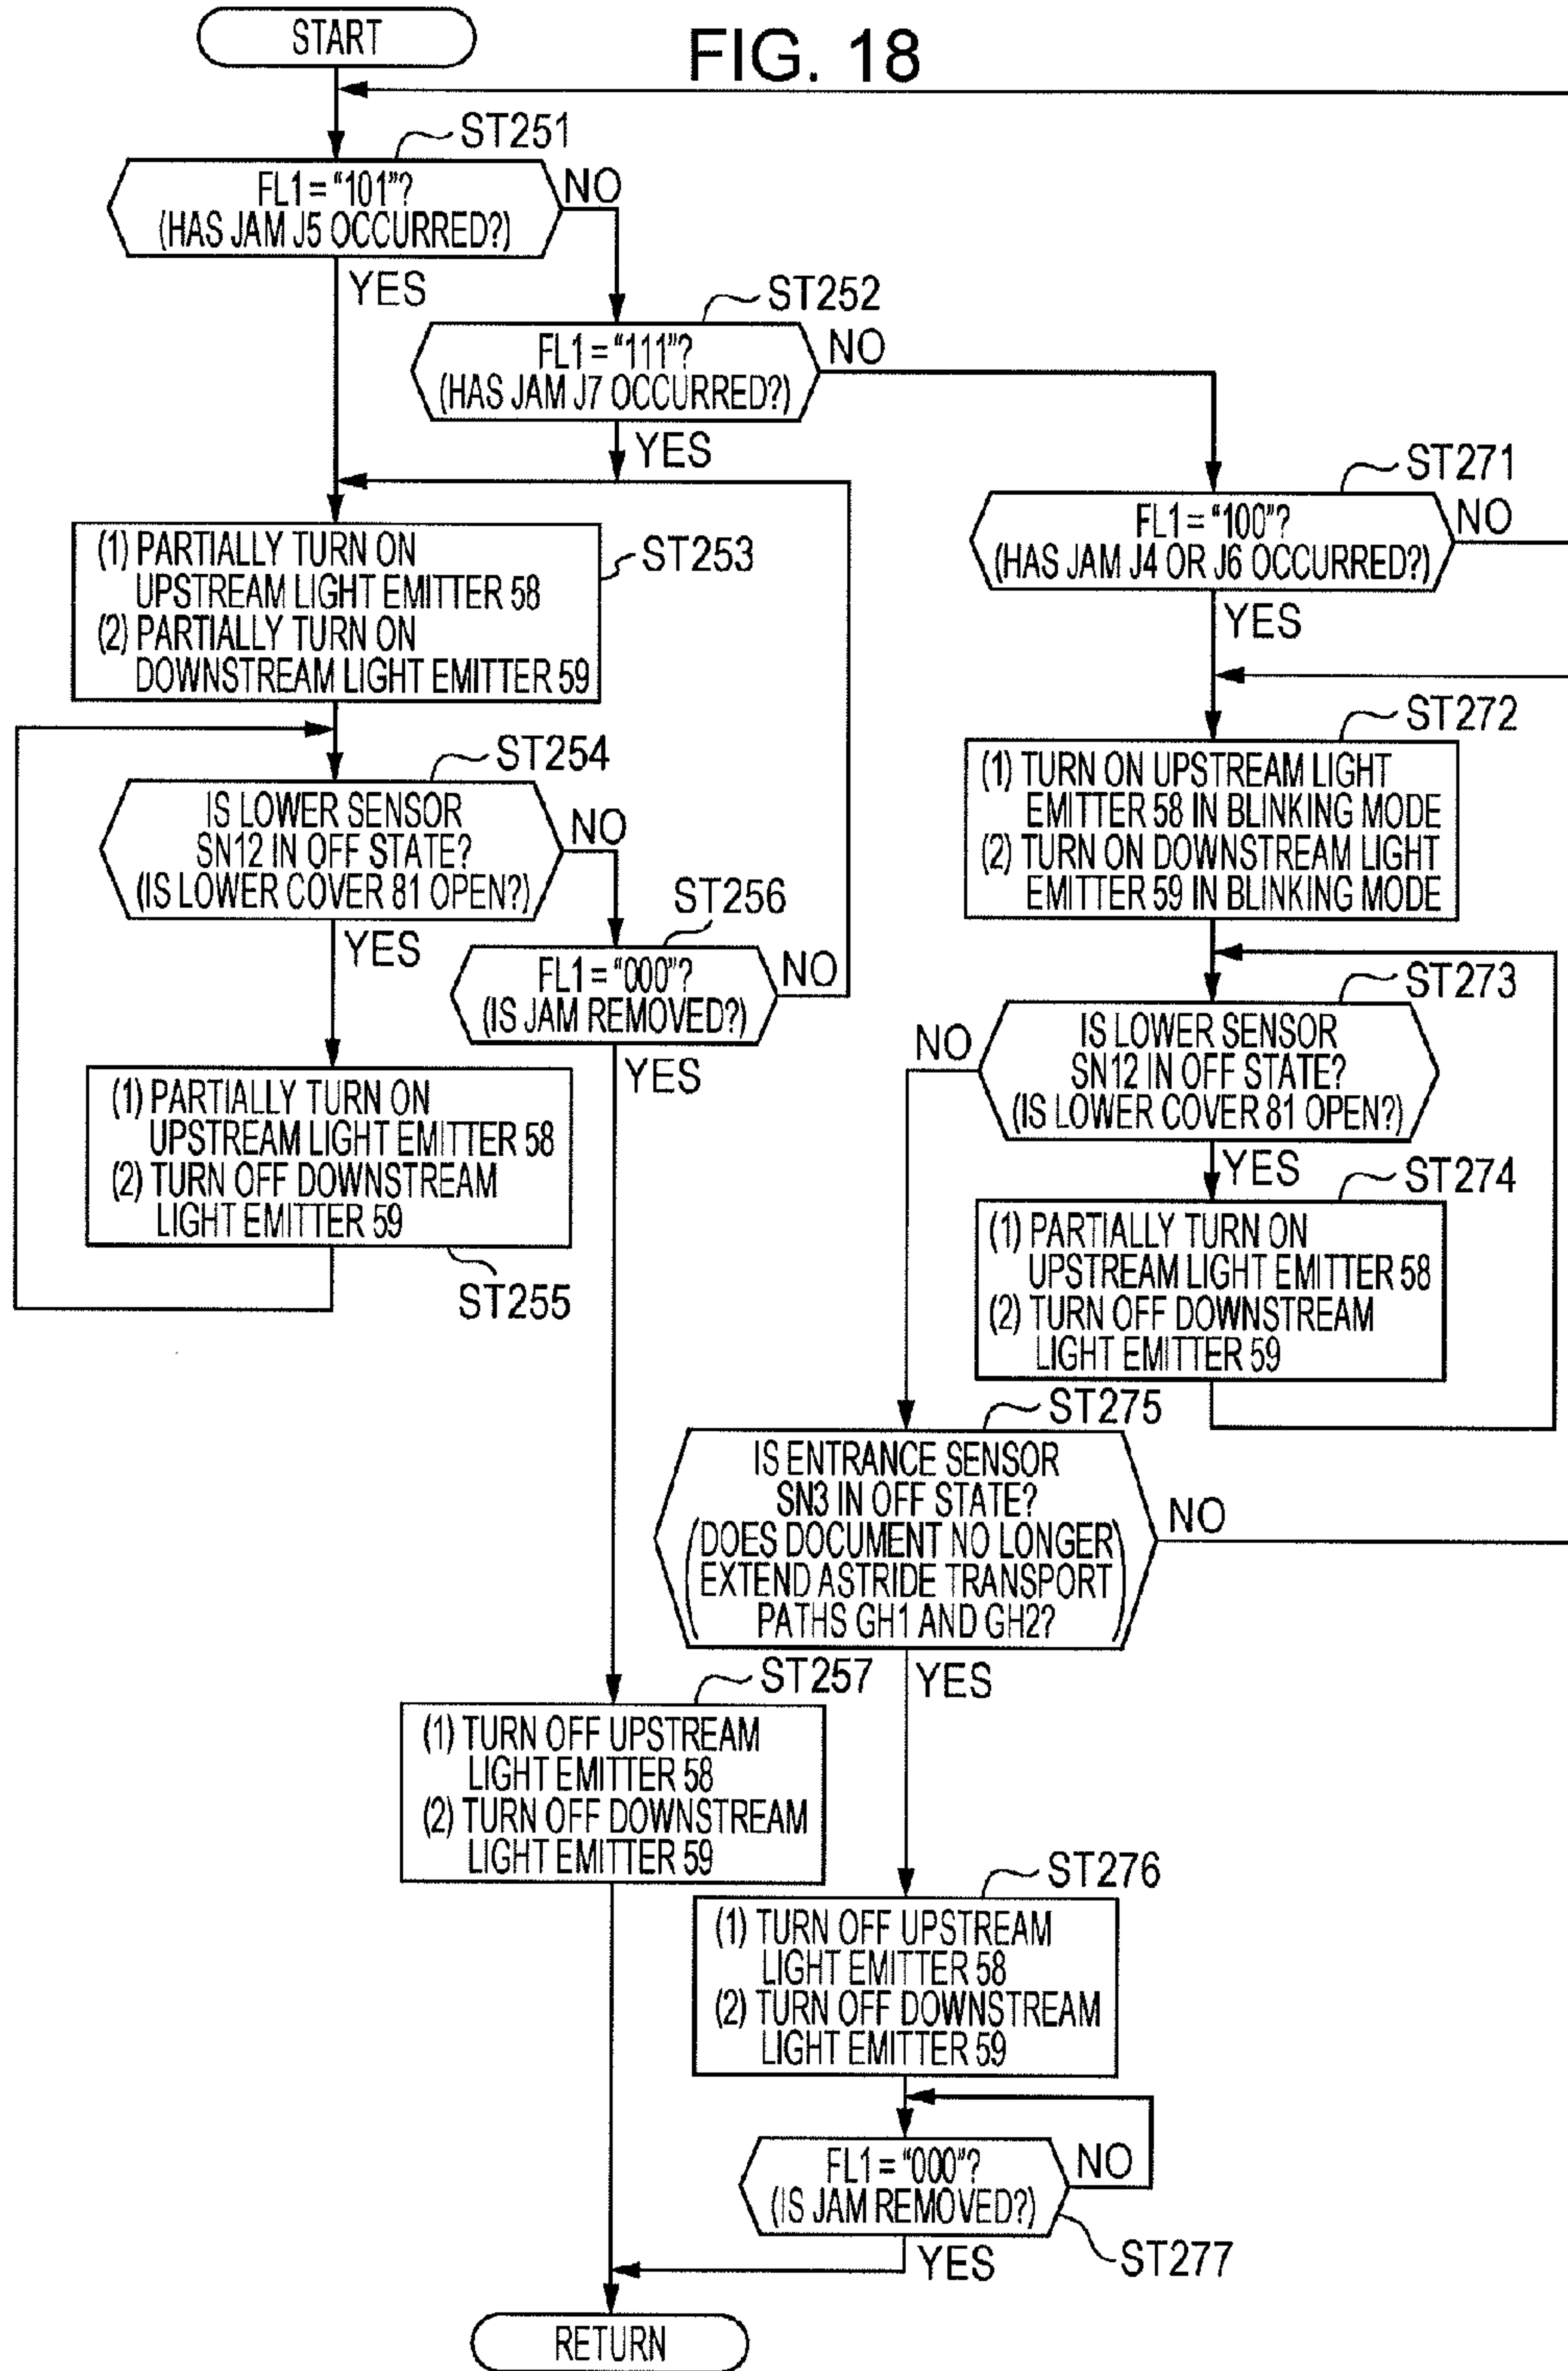 START
FIG. 18
ST251
FL1 = “101”?
(HAS JAM J5 OCCURRED?)
NO
YES
ST252
FL1 = “111”?
(HAS JAM J7 OCCURRED?)
NO
YES
ST271
FL1 = “100”?
(HAS JAM J4 OR J6 OCCURRED?)
NO
YES
(1) PARTIALLY TURN ON
UPSTREAM LIGHT EMITTER 58
(2) PARTIALLY TURN ON
DOWNSTREAM LIGHT EMITTER 59
ST253
ST254
IS LOWER SENSOR
SN12 IN OFF STATE?
(IS LOWER COVER 81 OPEN?)
NO
YES
ST256
FL1 = “000”?
(IS JAM REMOVED?)
NO
YES
(1) PARTIALLY TURN ON
UPSTREAM LIGHT EMITTER 58
(2) TURN OFF DOWNSTREAM
LIGHT EMITTER 59
ST255
ST272
(1) TURN ON UPSTREAM LIGHT
EMITTER 58 IN BLINKING MODE
(2) TURN ON DOWNSTREAM LIGHT
EMITTER 59 IN BLINKING MODE
ST273
IS LOWER SENSOR
SN12 IN OFF STATE?
(IS LOWER COVER 81 OPEN?)
NO
YES
ST274
(1) PARTIALLY TURN ON
UPSTREAM LIGHT EMITTER 58
(2) TURN OFF DOWNSTREAM
LIGHT EMITTER 59
ST275
IS ENTRANCE SENSOR
SN3 IN OFF STATE?
(DOES DOCUMENT NO LONGER
EXTEND ASTRIDE TRANSPORT
PATHS GH1 AND GH2?)
NO
YES
ST257
(1) TURN OFF UPSTREAM
LIGHT EMITTER 58
(2) TURN OFF DOWNSTREAM
LIGHT EMITTER 59
ST276
(1) TURN OFF UPSTREAM
LIGHT EMITTER 58
(2) TURN OFF DOWNSTREAM
LIGHT EMITTER 59
FL1 = “000”?
(IS JAM REMOVED?)
NO
YES
ST277
RETURN